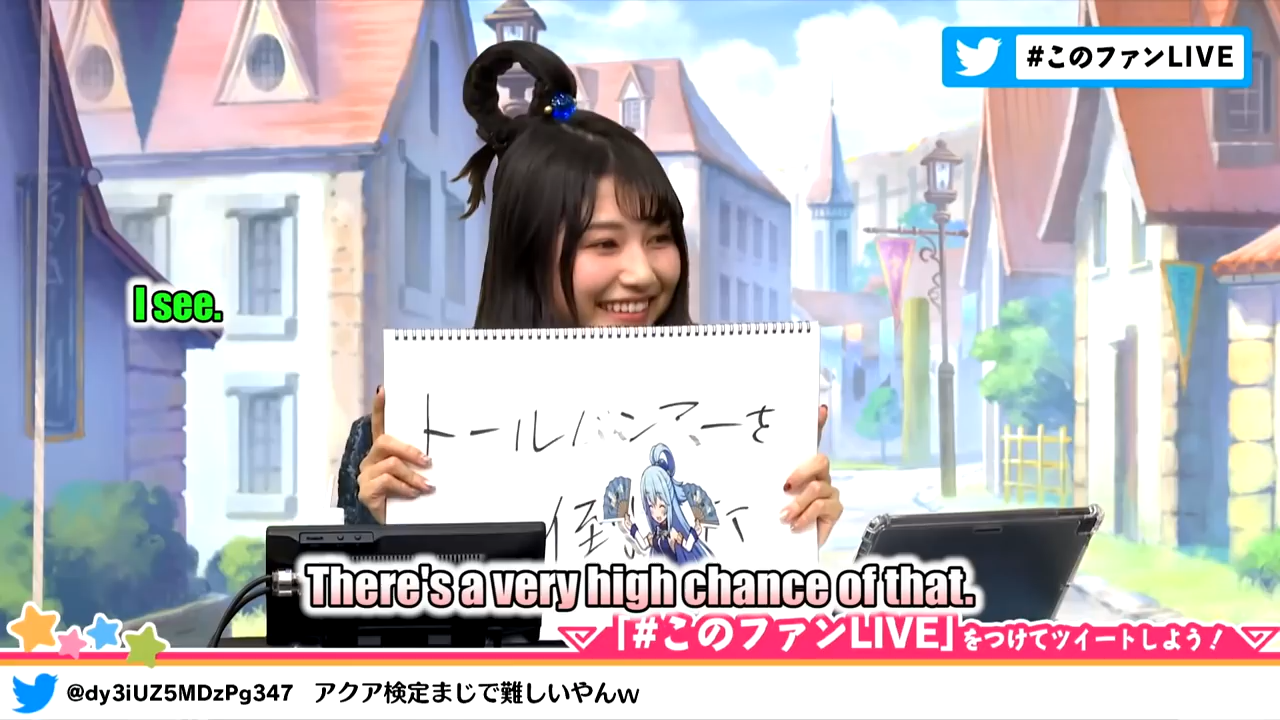 #このファンLIVE
I see.
トールハンマーを
There's a very high chance of that.
「#このファンLIVE」をつけてツイートしよう！
@dy3iUZ5MDzPg347 アクア検定まじで難しいやんw